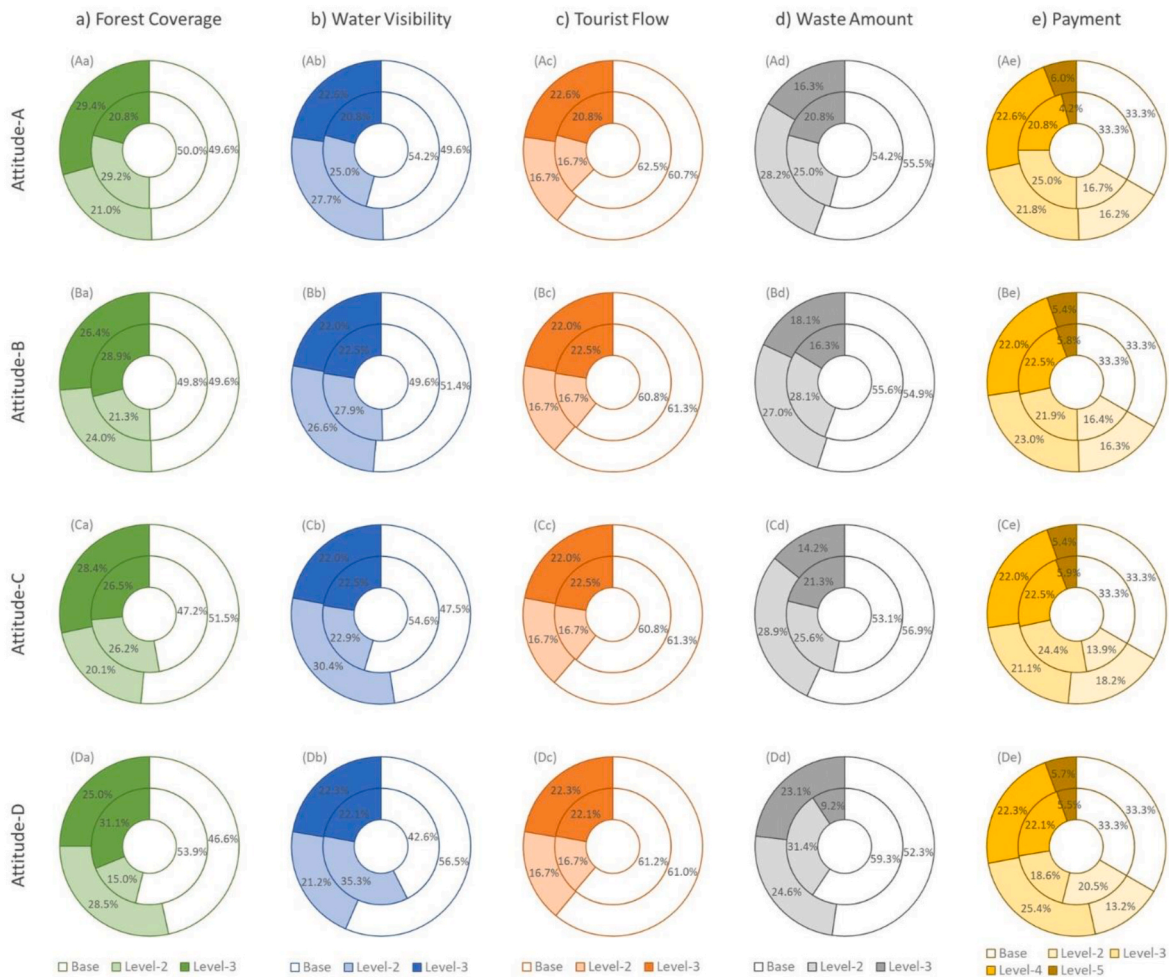 a) Forest Coverage b) Water Visibility c) Tourist Flow d) Waste Amount e) Payment
Attitude-A
(Aa) 29.4% 20.8% 50.0% 49.6% 29.2% 21.0%
(Ab) 22.6% 20.8% 54.2% 49.6% 25.0% 27.7%
(Ac) 22.6% 20.8% 16.7% 16.7% 62.5% 60.7%
(Ad) 16.3% 20.8% 54.2% 55.5% 25.0% 28.2%
(Ae) 6.0% 4.2% 22.6% 20.8% 33.3% 33.3% 25.0% 16.7% 21.8% 16.2%
Attitude-B
(Ba) 26.4% 28.9% 49.8% 49.6% 21.3% 24.0%
(Bb) 22.0% 22.5% 49.6% 51.4% 27.9% 26.6%
(Bc) 22.0% 22.5% 16.7% 16.7% 60.8% 61.3%
(Bd) 18.1% 16.3% 55.6% 54.9% 28.1% 27.0%
(Be) 5.4% 5.8% 22.0% 22.5% 33.3% 33.3% 21.9% 16.4% 23.0% 16.3%
Attitude-C
(Ca) 28.4% 26.5% 47.2% 51.5% 26.2% 20.1%
(Cb) 22.0% 22.5% 54.6% 47.5% 22.9% 30.4%
(Cc) 22.0% 22.5% 16.7% 16.7% 60.8% 61.3%
(Cd) 14.2% 21.3% 53.1% 56.9% 25.6% 28.9%
(Ce) 5.4% 5.9% 22.0% 22.5% 33.3% 33.3% 24.4% 13.9% 21.1% 18.2%
Attitude-D
(Da) 25.0% 31.1% 53.9% 46.6% 15.0% 28.5%
(Db) 22.3% 22.1% 42.6% 56.5% 35.3% 21.2%
(Dc) 22.3% 22.1% 16.7% 16.7% 61.2% 61.0%
(Dd) 23.1% 9.2% 31.4% 59.3% 52.3% 24.6%
(De) 5.7% 5.5% 22.3% 22.1% 33.3% 33.3% 18.6% 20.5% 25.4% 13.2%
Base Level-2 Level-3
Base Level-2 Level-3
Base Level-2 Level-3
Base Level-2 Level-3
Base Level-2 Level-3
Level-4 Level-5